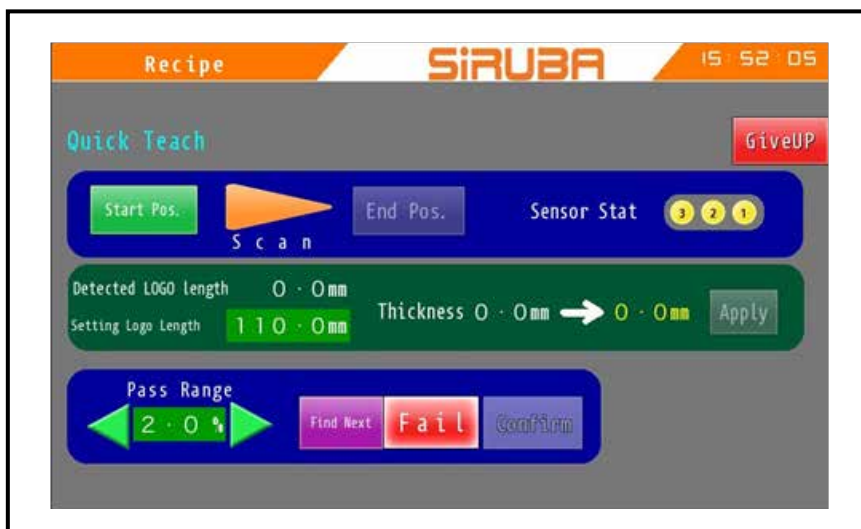 Recipe SiRUBA 15:52:05
Quick Teach GiveUP
Start Pos. End Pos. Sensor Stat 3 2 1
Scan
Detected LOGO length 0.0mm
Setting Logo Length 110.0mm Thickness 0.0mm 0.0mm Apply
Pass Range
2.0% Find Next Fail Confirm